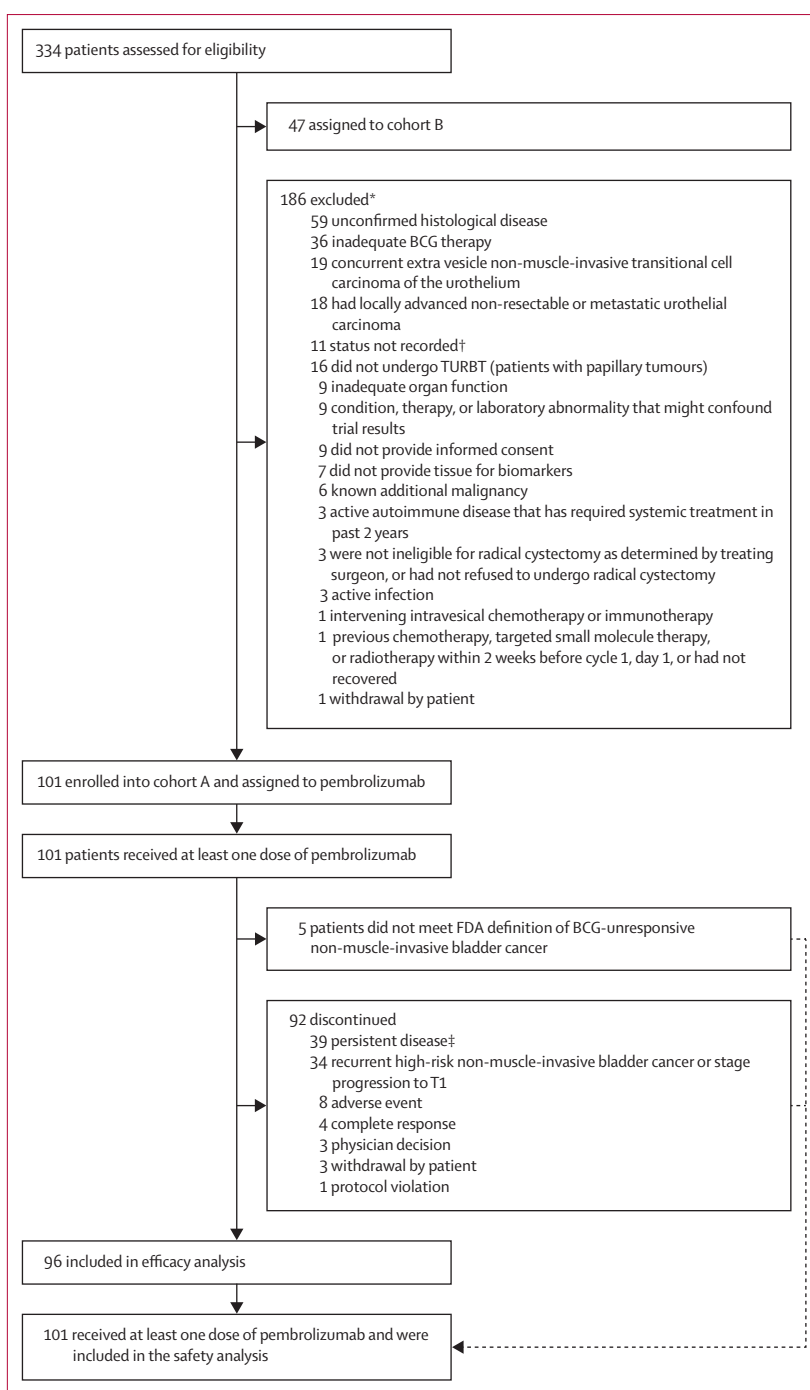 334 patients assessed for eligibility
47 assigned to cohort B
186 excluded*
59 unconfirmed histological disease
36 inadequate BCG therapy
19 concurrent extra vesicle non-muscle-invasive transitional cell
carcinoma of the urothelium
18 had locally advanced non-resectable or metastatic urothelial
carcinoma
11 status not recorded†
16 did not undergo TURBT (patients with papillary tumours)
9 inadequate organ function
9 condition, therapy, or laboratory abnormality that might confound
trial results
9 did not provide informed consent
7 did not provide tissue for biomarkers
6 known additional malignancy
3 active autoimmune disease that has required systemic treatment in
past 2 years
3 were not ineligible for radical cystectomy as determined by treating
surgeon, or had not refused to undergo radical cystectomy
3 active infection
1 intervening intravesical chemotherapy or immunotherapy
1 previous chemotherapy, targeted small molecule therapy,
or radiotherapy within 2 weeks before cycle 1, day 1, or had not
recovered
1 withdrawal by patient
101 enrolled into cohort A and assigned to pembrolizumab
101 patients received at least one dose of pembrolizumab
5 patients did not meet FDA definition of BCG-unresponsive
non-muscle-invasive bladder cancer
92 discontinued
39 persistent disease‡
34 recurrent high-risk non-muscle-invasive bladder cancer or stage
progression to T1
8 adverse event
4 complete response
3 physician decision
3 withdrawal by patient
1 protocol violation
96 included in efficacy analysis
101 received at least one dose of pembrolizumab and were
included in the safety analysis